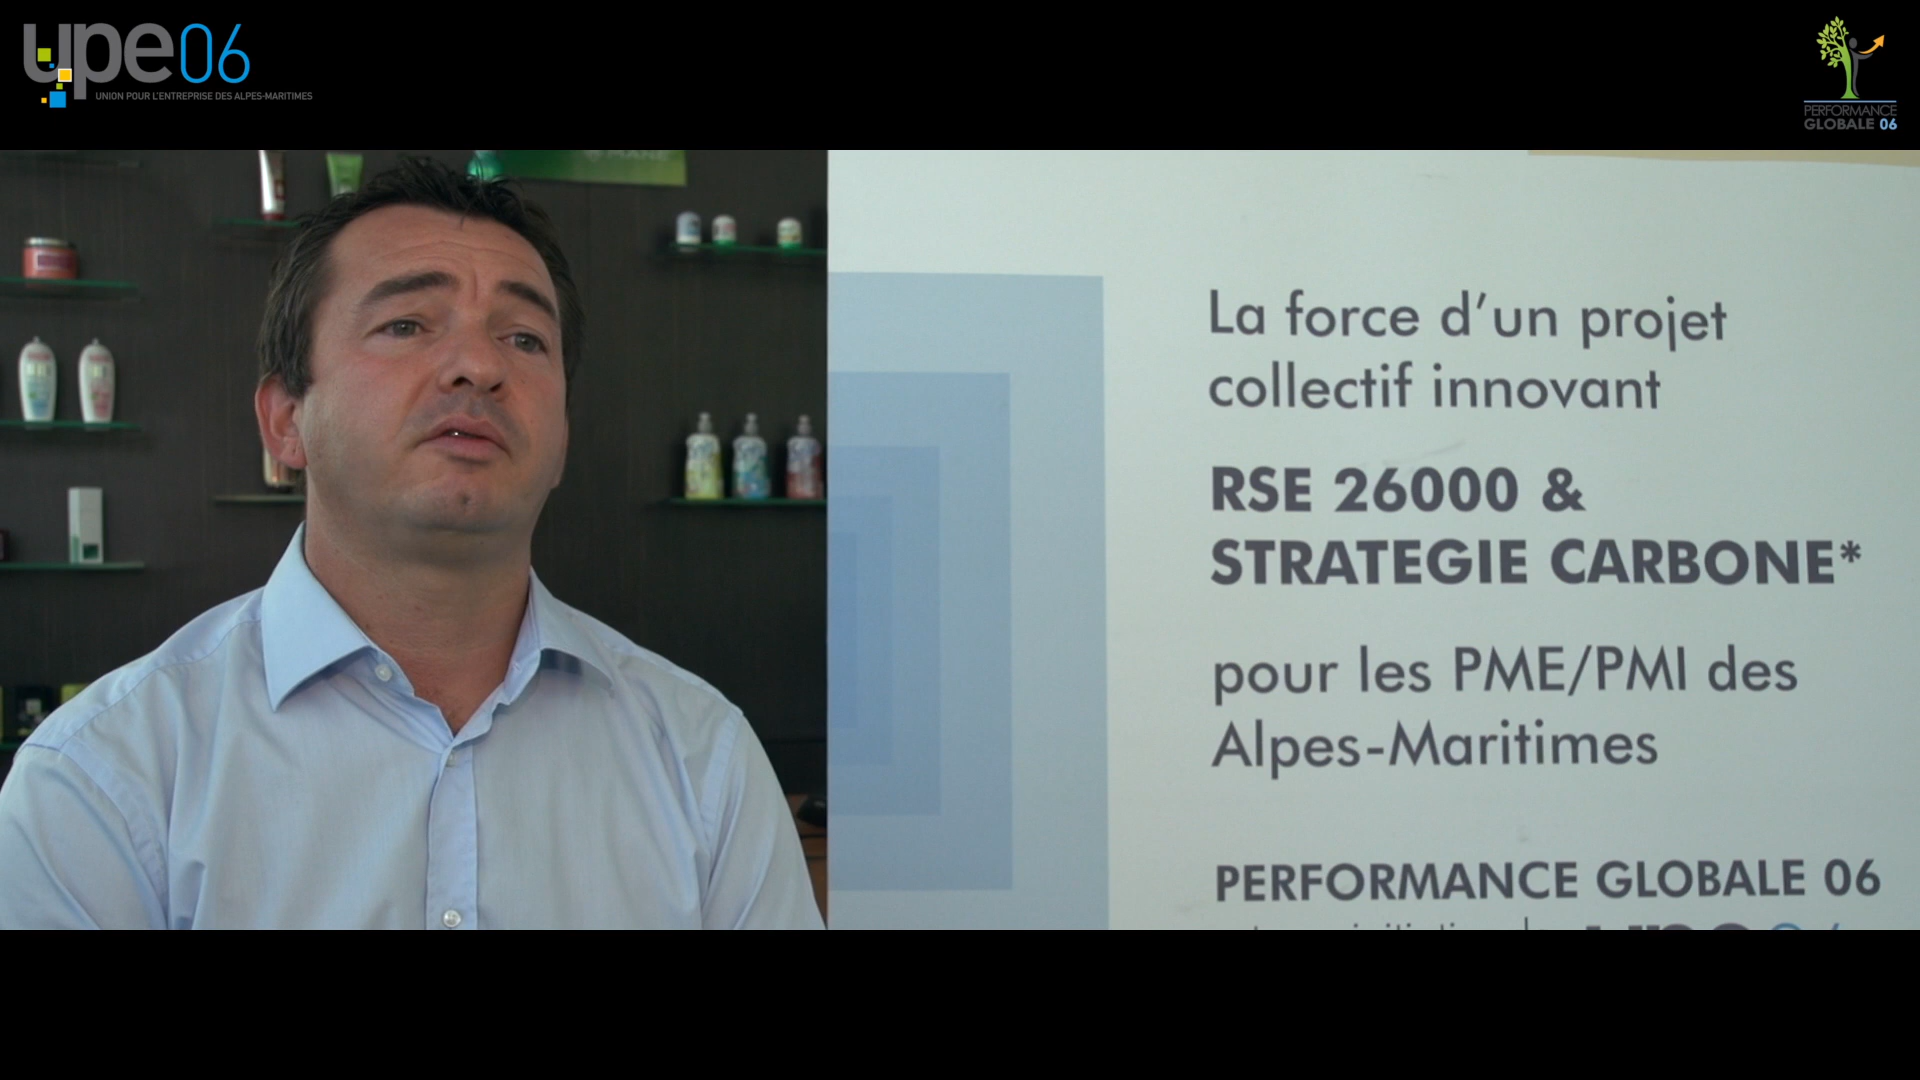 upe06
UNION POUR L'ENTREPRISE DES ALPES-MARITIMES
PERFORMANCE
GLOBALE 06
La force d'un projet
collectif innovant
RSE 26000 &
STRATEGIE CARBONE*
pour les PME/PMI des
Alpes-Maritimes
PERFORMANCE GLOBALE 06